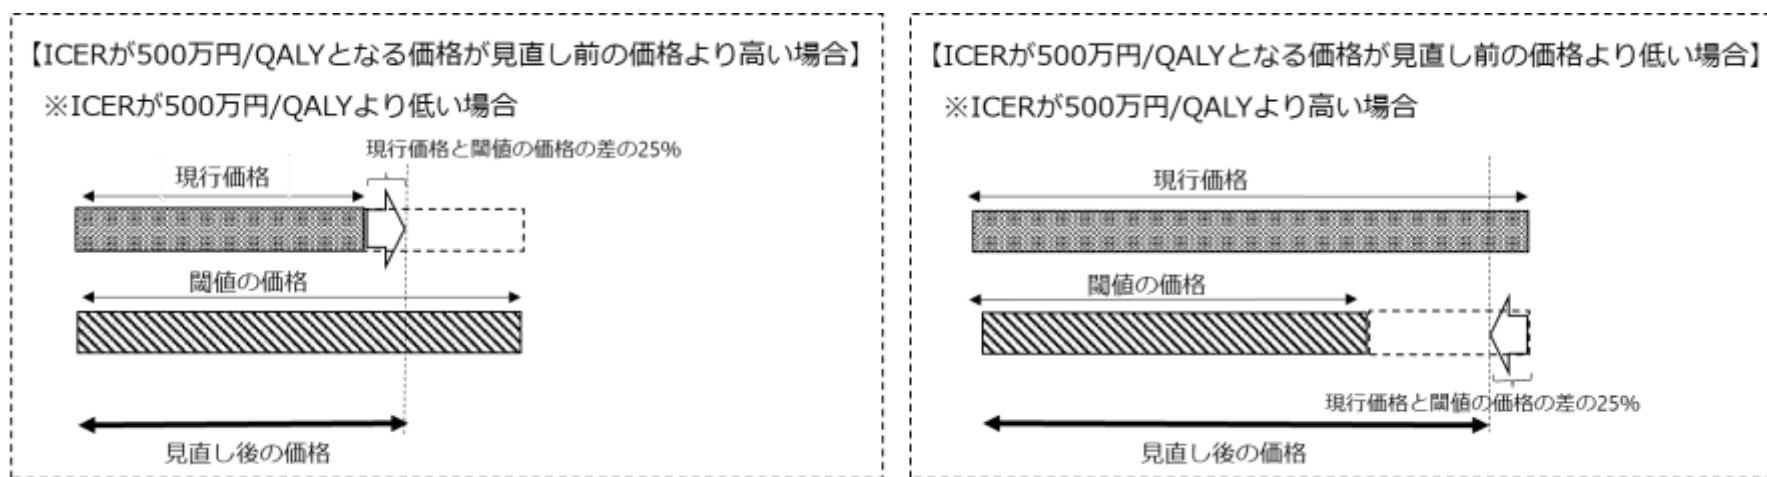 【ICERが500万円/QALYとなる価格が見直し前の価格より高い場合】
※ICERが500万円/QALYより低い場合
現行価格と閾値の価格の差の25%
現行価格
閾値の価格
見直し後の価格
【ICERが500万円/QALYとなる価格が見直し前の価格より低い場合】
※ICERが500万円/QALYより高い場合
現行価格
閾値の価格
現行価格と閾値の価格の差の25%
見直し後の価格